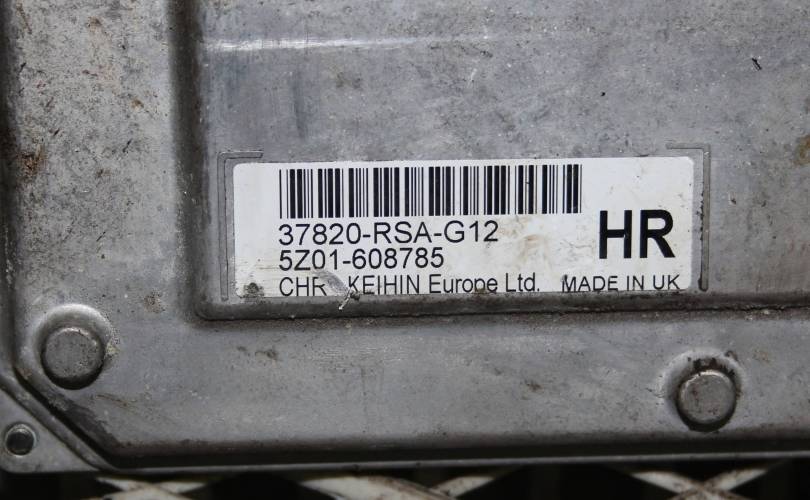 37820-RSA-G12
5Z01-608785
HR
CHR KEIHIN Europe Ltd. MADE IN UK